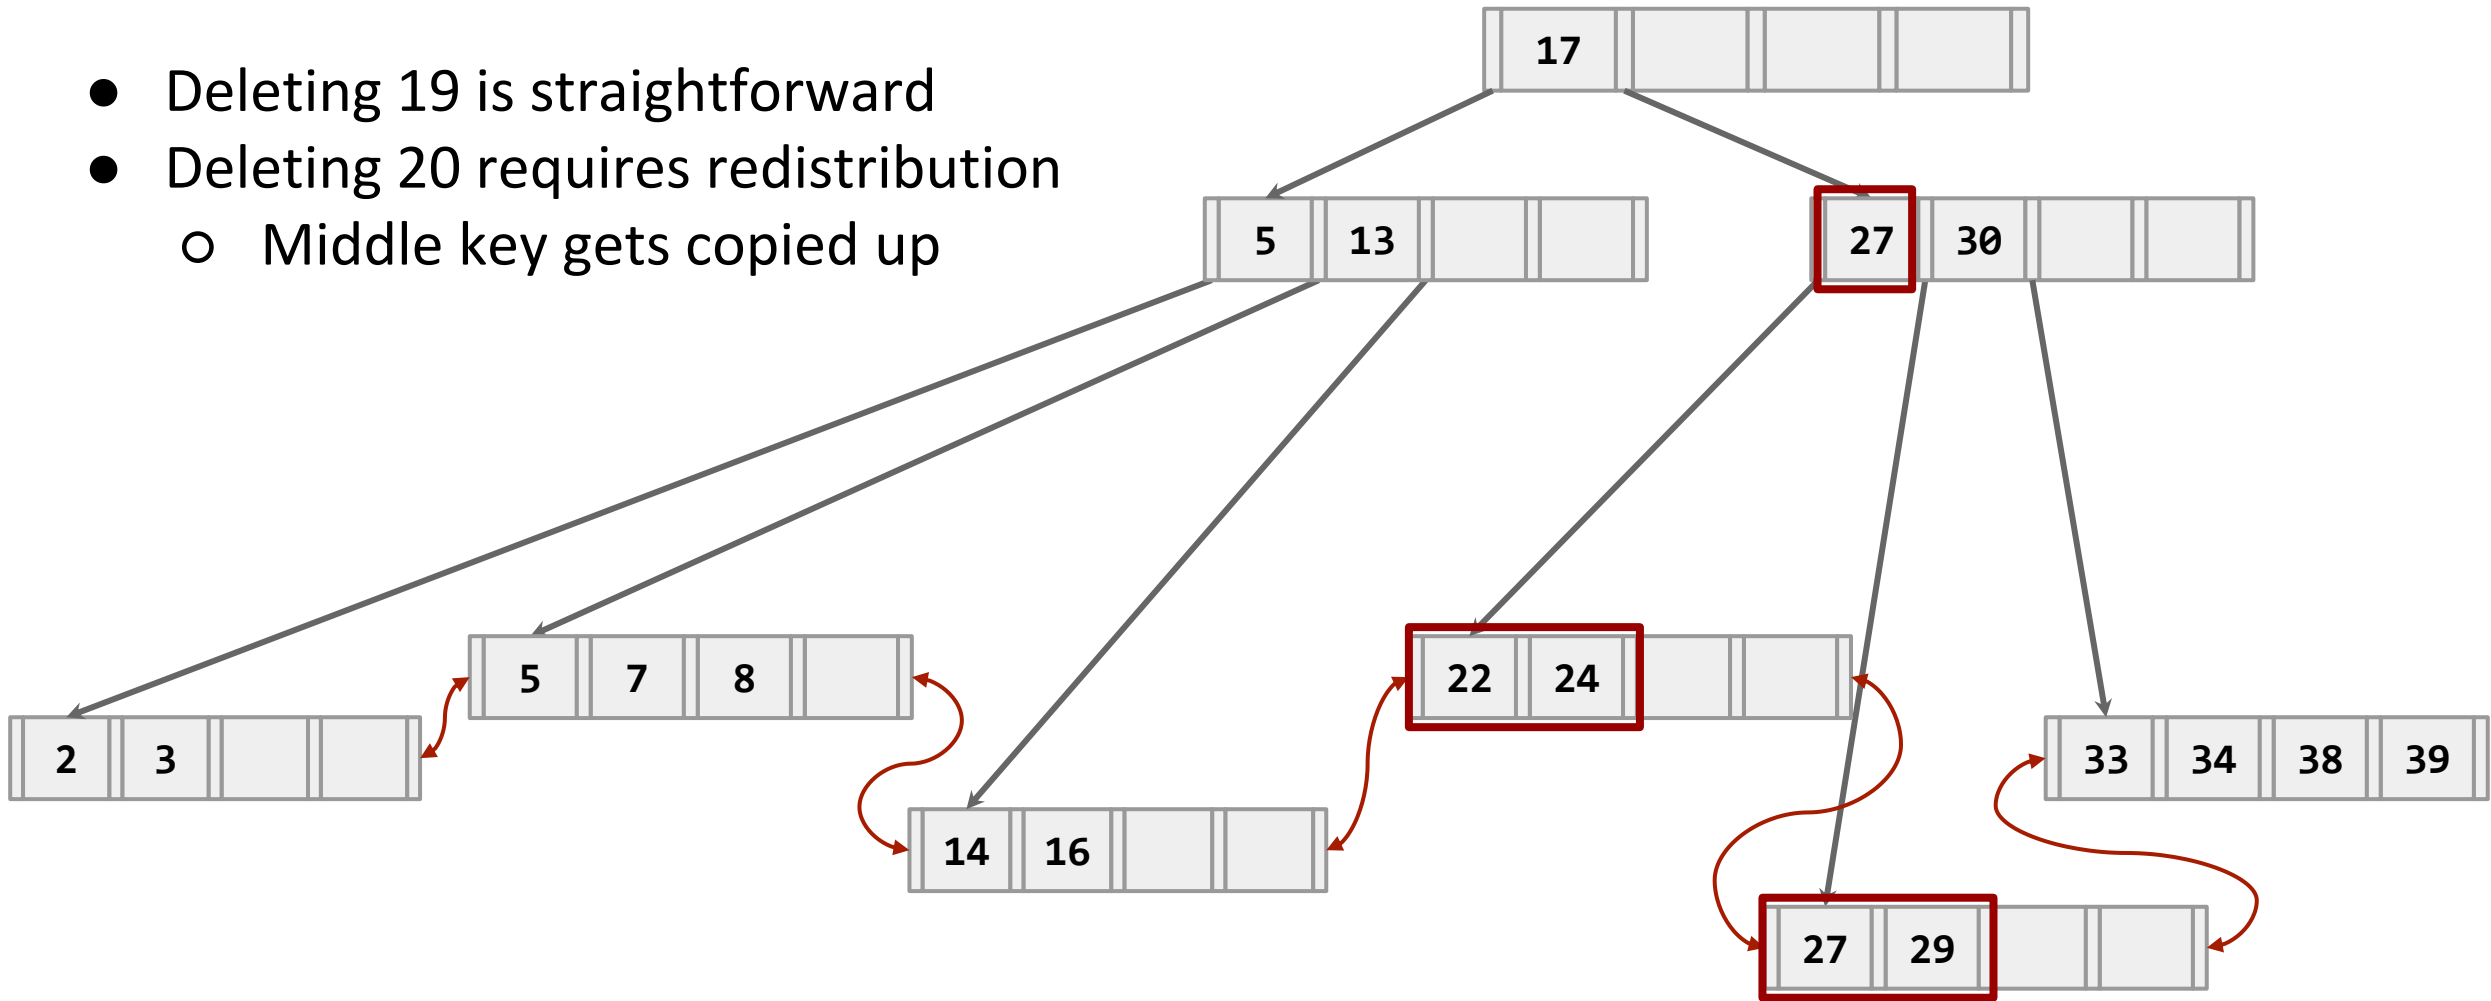 ● Deleting 19 is straightforward
● Deleting 20 requires redistribution
○ Middle key gets copied up
17
5 13
27 30
2 3
5 7 8
14 16
22 24
27 29
33 34 38 39